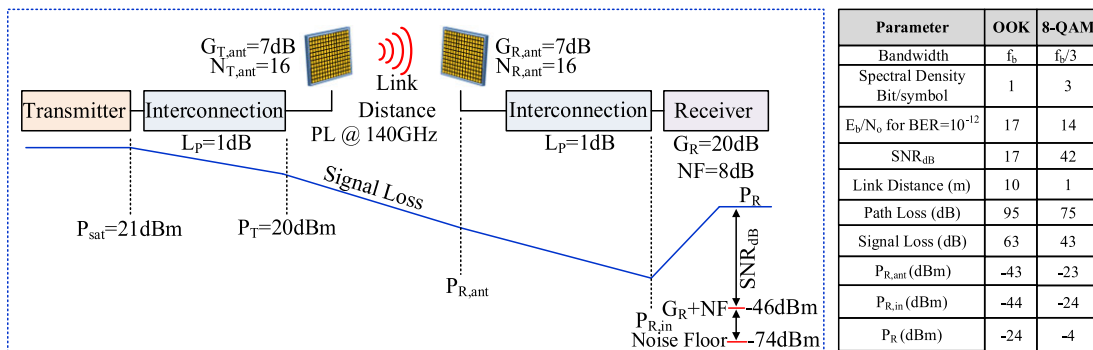 G_T,ant=7dB
N_T,ant=16
G_R,ant=7dB
N_R,ant=16
Link
Distance
PL @ 140GHz
Transmitter
Interconnection
Interconnection
Receiver
L_P=1dB
L_P=1dB
G_R=20dB
NF=8dB
Signal Loss
P_R
P_sat=21dBm
P_T=20dBm
P_R,ant
P_R,in
SNR_dB
G_R+NF -46dBm
Noise Floor -74dBm
Parameter OOK 8-QAM
Bandwidth f_b f_b/3
Spectral Density
Bit/symbol 1 3
E_b/N_o for BER=10^-12 17 14
SNR_dB 17 42
Link Distance (m) 10 1
Path Loss (dB) 95 75
Signal Loss (dB) 63 43
P_R,ant (dBm) -43 -23
P_R,in (dBm) -44 -24
P_R (dBm) -24 -4